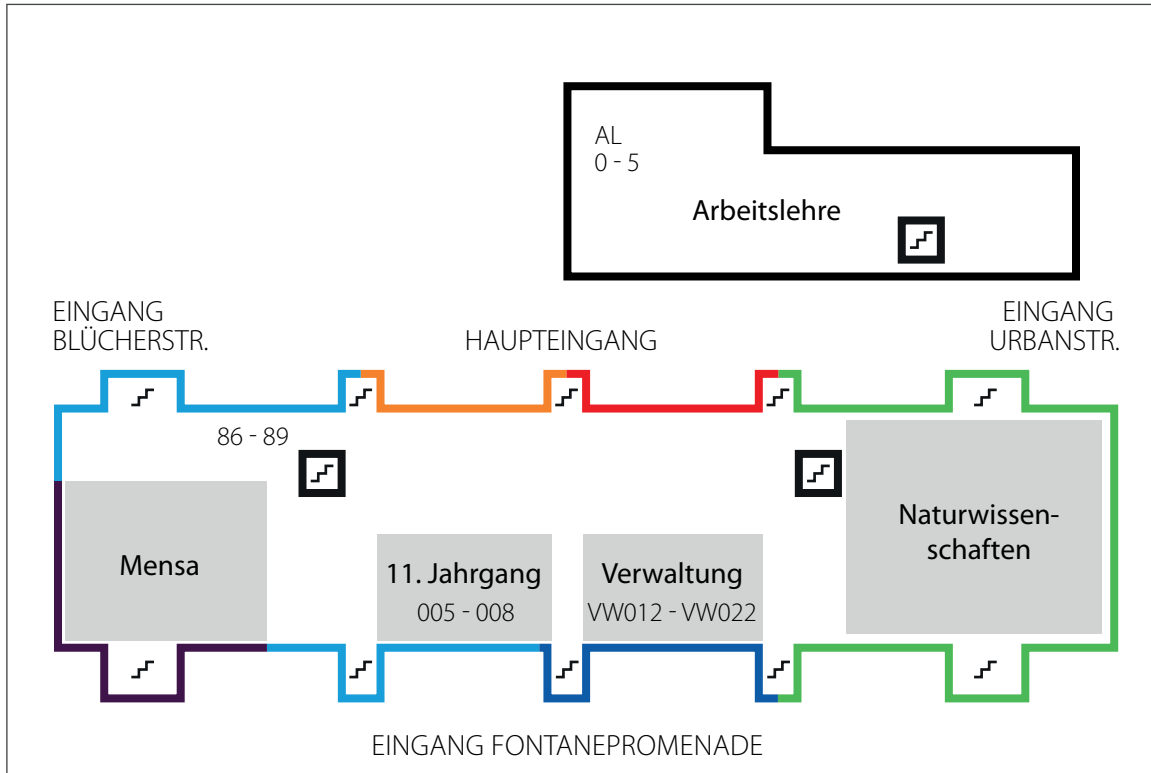 AL
0 - 5
Arbeitslehre
EINGANG
BLÜCHERSTR.
HAUPTEINGANG
EINGANG
URBANSTR.
86 - 89
Mensa
11. Jahrgang
005 - 008
Verwaltung
VW012 - VW022
Naturwissen-
schaften
EINGANG FONTANEPROMENADE